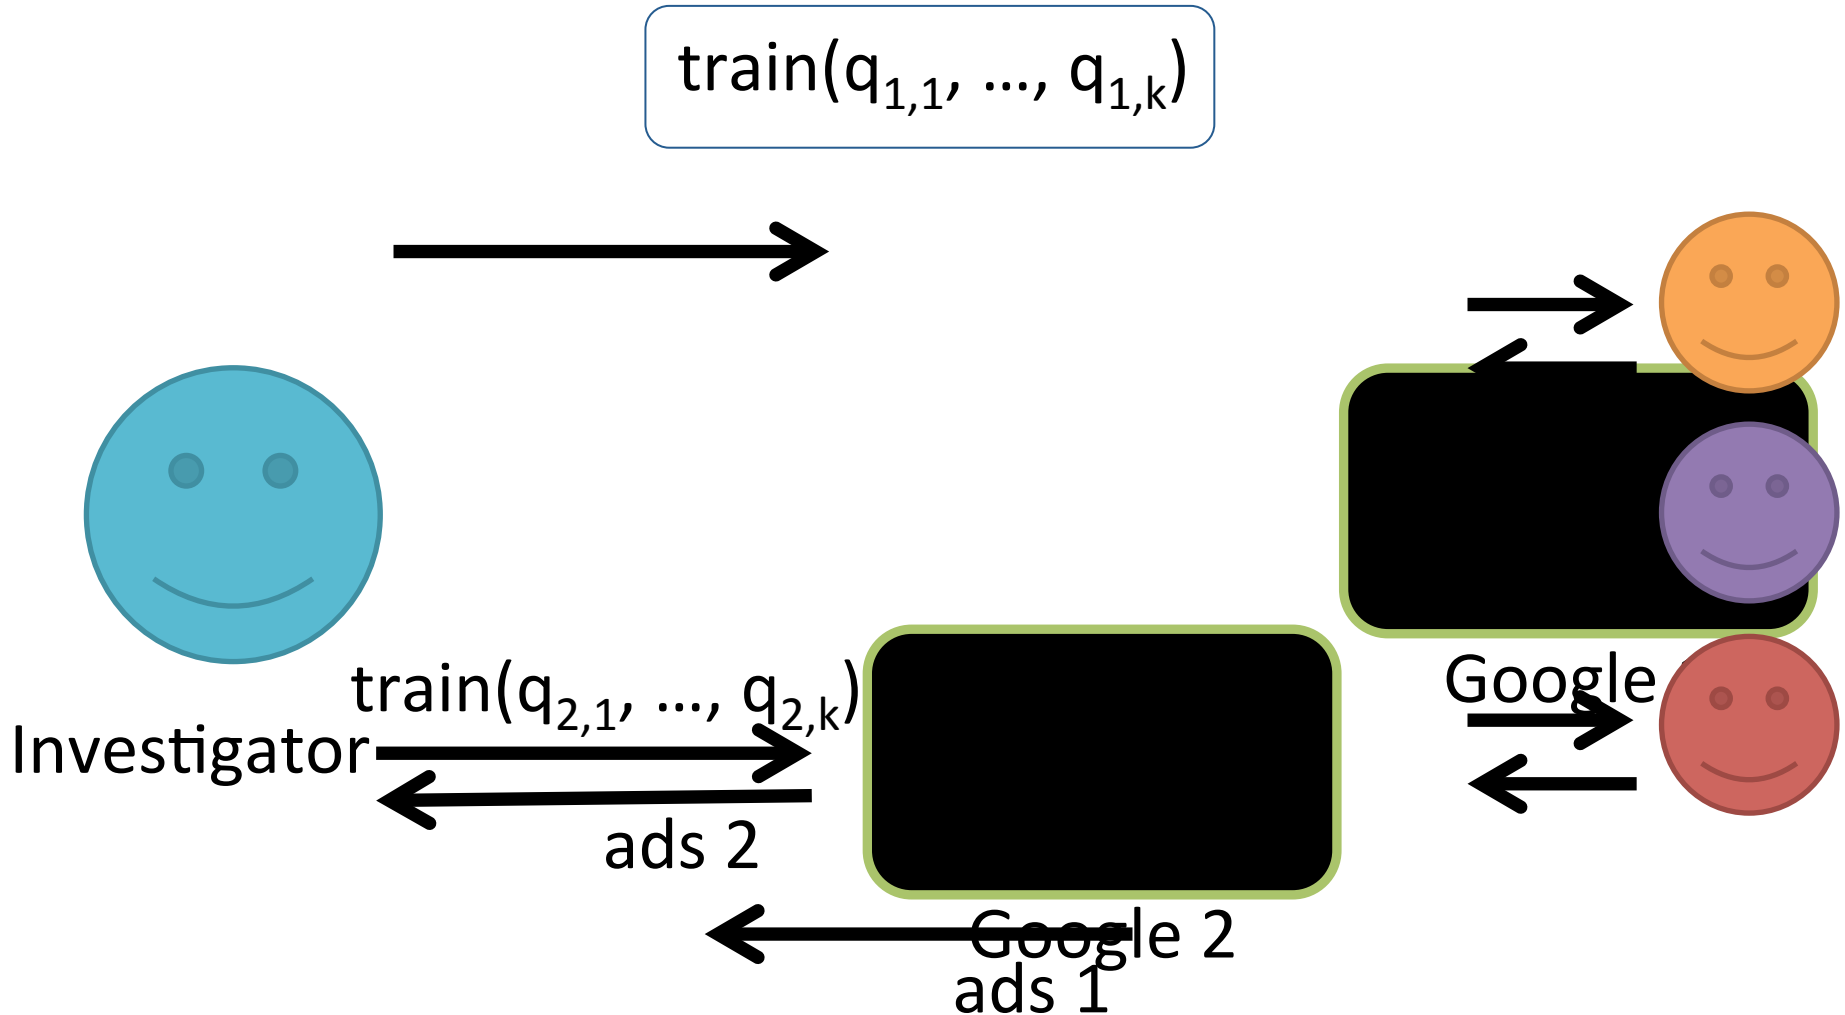 train(q1,1, ..., q1,k)
Google
train(q2,1, ..., q2,k)
Investigator
ads 2
Google 2
ads 1